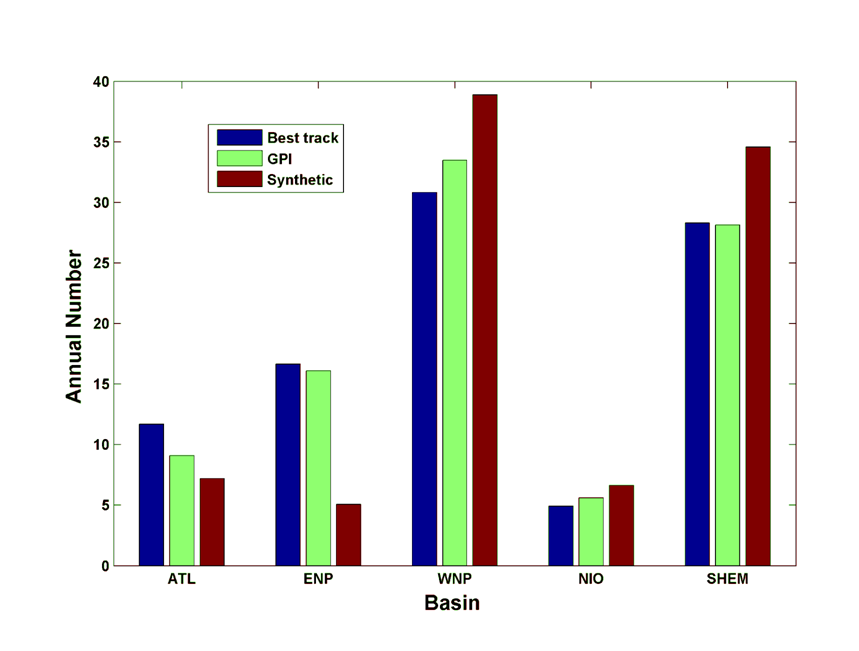 40
35
30
25
20
15
10
5
0
Annual Number
Best track
GPI
Synthetic
ATL ENP WNP NIO SHEM
Basin